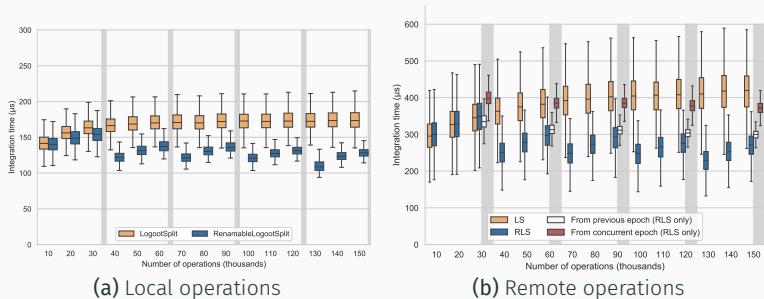 300
250
200
150
100
50
0
Integration time (μs)
LogootSplit
RenamableLogootSplit
10 20 30 40 50 60 70 80 90 100 110 120 130 140 150
Number of operations (thousands)
(a) Local operations
600
500
400
300
200
100
0
Integration time (μs)
LS
RLS
From previous epoch (RLS only)
From concurrent epoch (RLS only)
10 20 30 40 50 60 70 80 90 100 110 120 130 140 150
Number of operations (thousands)
(b) Remote operations